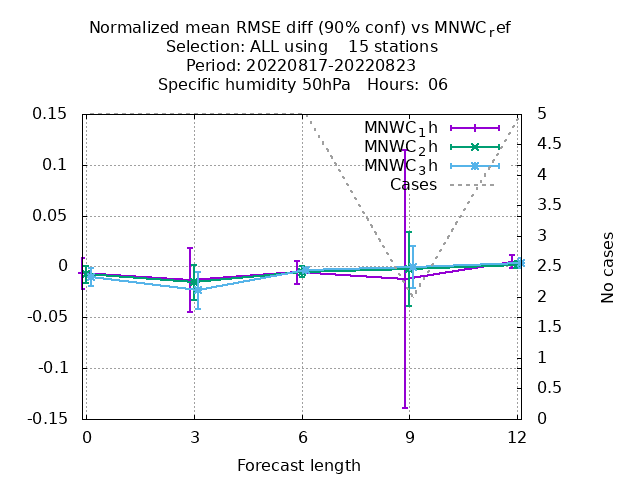 Normalized mean RMSE diff (90% conf) vs MNWC_ref
Selection: ALL using    15 stations
Period: 20220817-20220823
Specific humidity 50hPa   Hours:  06
0.15
0.1
0.05
0
-0.05
-0.1
-0.15
MNWC_1h
MNWC_2h
MNWC_3h
Cases
5
4.5
4
3.5
3
2.5
2
1.5
1
0.5
0
No cases
0 3 6 9 12
Forecast length